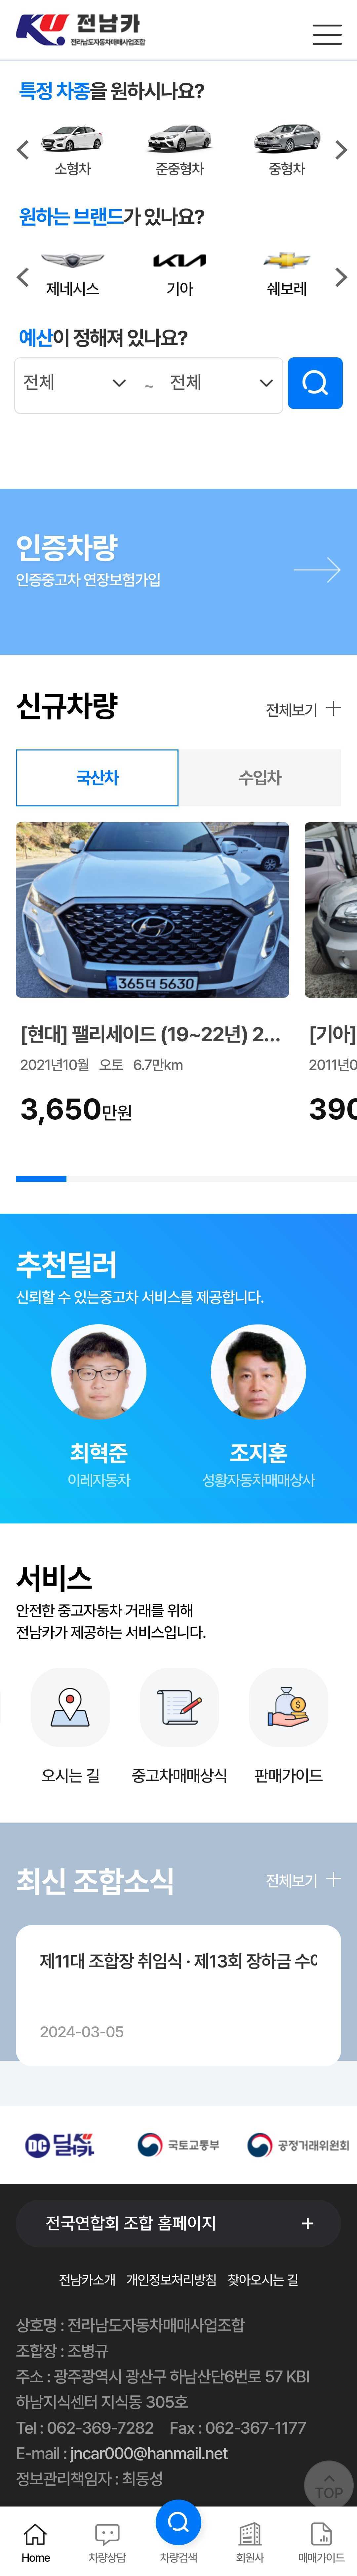 전남카
전라남도자동차매매사업조합
특정 차종을 원하시나요?
소형차
준중형차
중형차
원하는 브랜드가 있나요?
제네시스
기아
쉐보레
예산이 정해져 있나요?
전체 ~ 전체
인증차량
인증중고차 연장보험가입
신규차량
전체보기
국산차
수입차
365더 5630
[현대] 팰리세이드 (19~22년) 2...
2021년10월 오토 6.7만km
3,650만원
[기아]
2011년0
390
추천딜러
신뢰할 수 있는중고차 서비스를 제공합니다.
최혁준
이레자동차
조지훈
성황자동차매매상사
서비스
안전한 중고자동차 거래를 위해
전남카가 제공하는 서비스입니다.
오시는 길
중고차매매상식
판매가이드
최신 조합소식
전체보기
제11대 조합장 취임식 · 제13회 장하금 수여
2024-03-05
DC
국토교통부
공정거래위원회
전국연합회 조합 홈페이지 +
전남카소개 개인정보처리방침 찾아오시는 길
상호명 : 전라남도자동차매매사업조합
조합장 : 조병규
주소 : 광주광역시 광산구 하남산단6번로 57 KBI
하남지식센터 지식동 305호
Tel : 062-369-7282 Fax : 062-367-1177
E-mail : jncar000@hanmail.net
정보관리책임자 : 최동성
TOP
Home
차량상담
차량검색
회원사
매매가이드